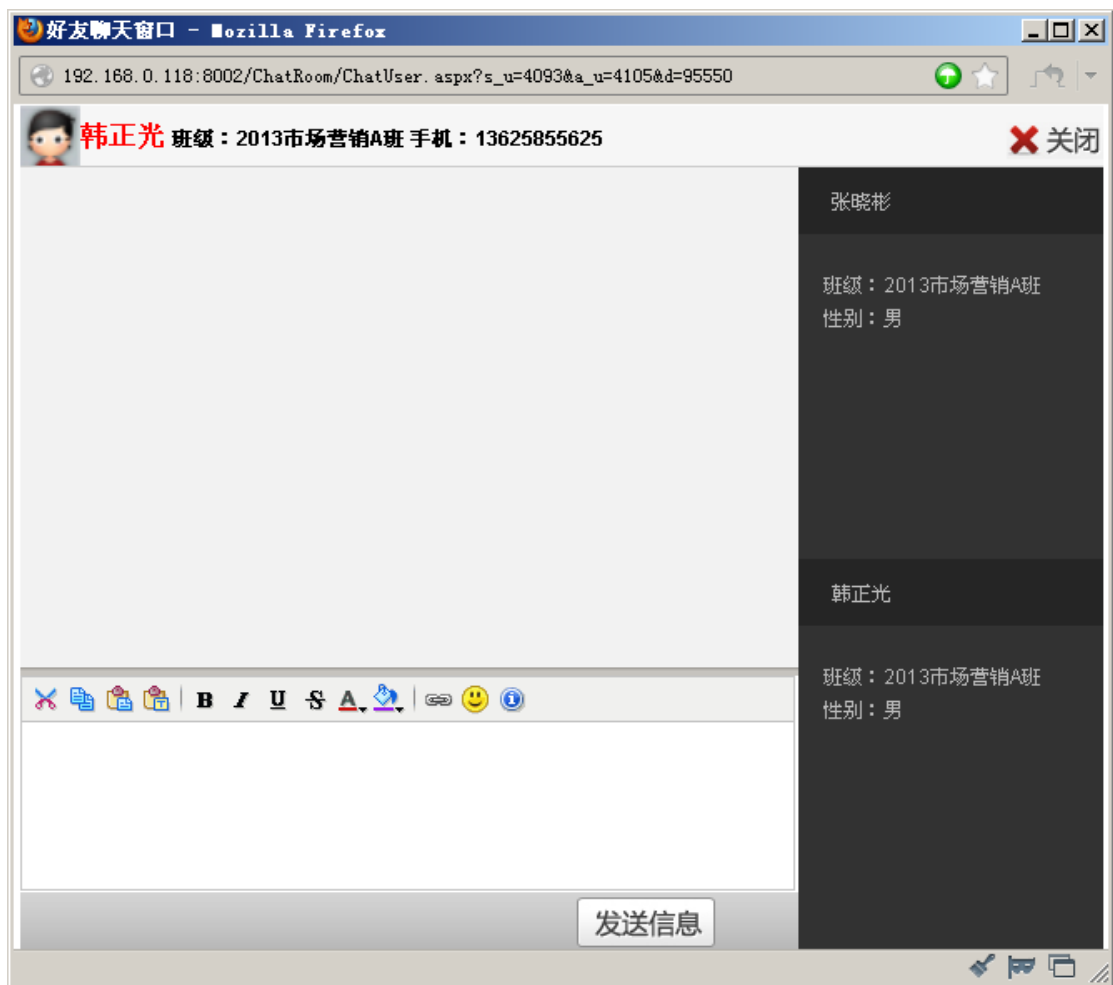 好友聊天窗口 - Mozilla Firefox
192.168.0.118:8002/ChatRoom/ChatUser.aspx?s_u=4093&a_u=4105&d=95550
韩正光 班级：2013市场营销A班 手机：13625855625
关闭
张晓彬
班级：2013市场营销A班
性别：男
韩正光
班级：2013市场营销A班
性别：男
B I U S A
发送信息